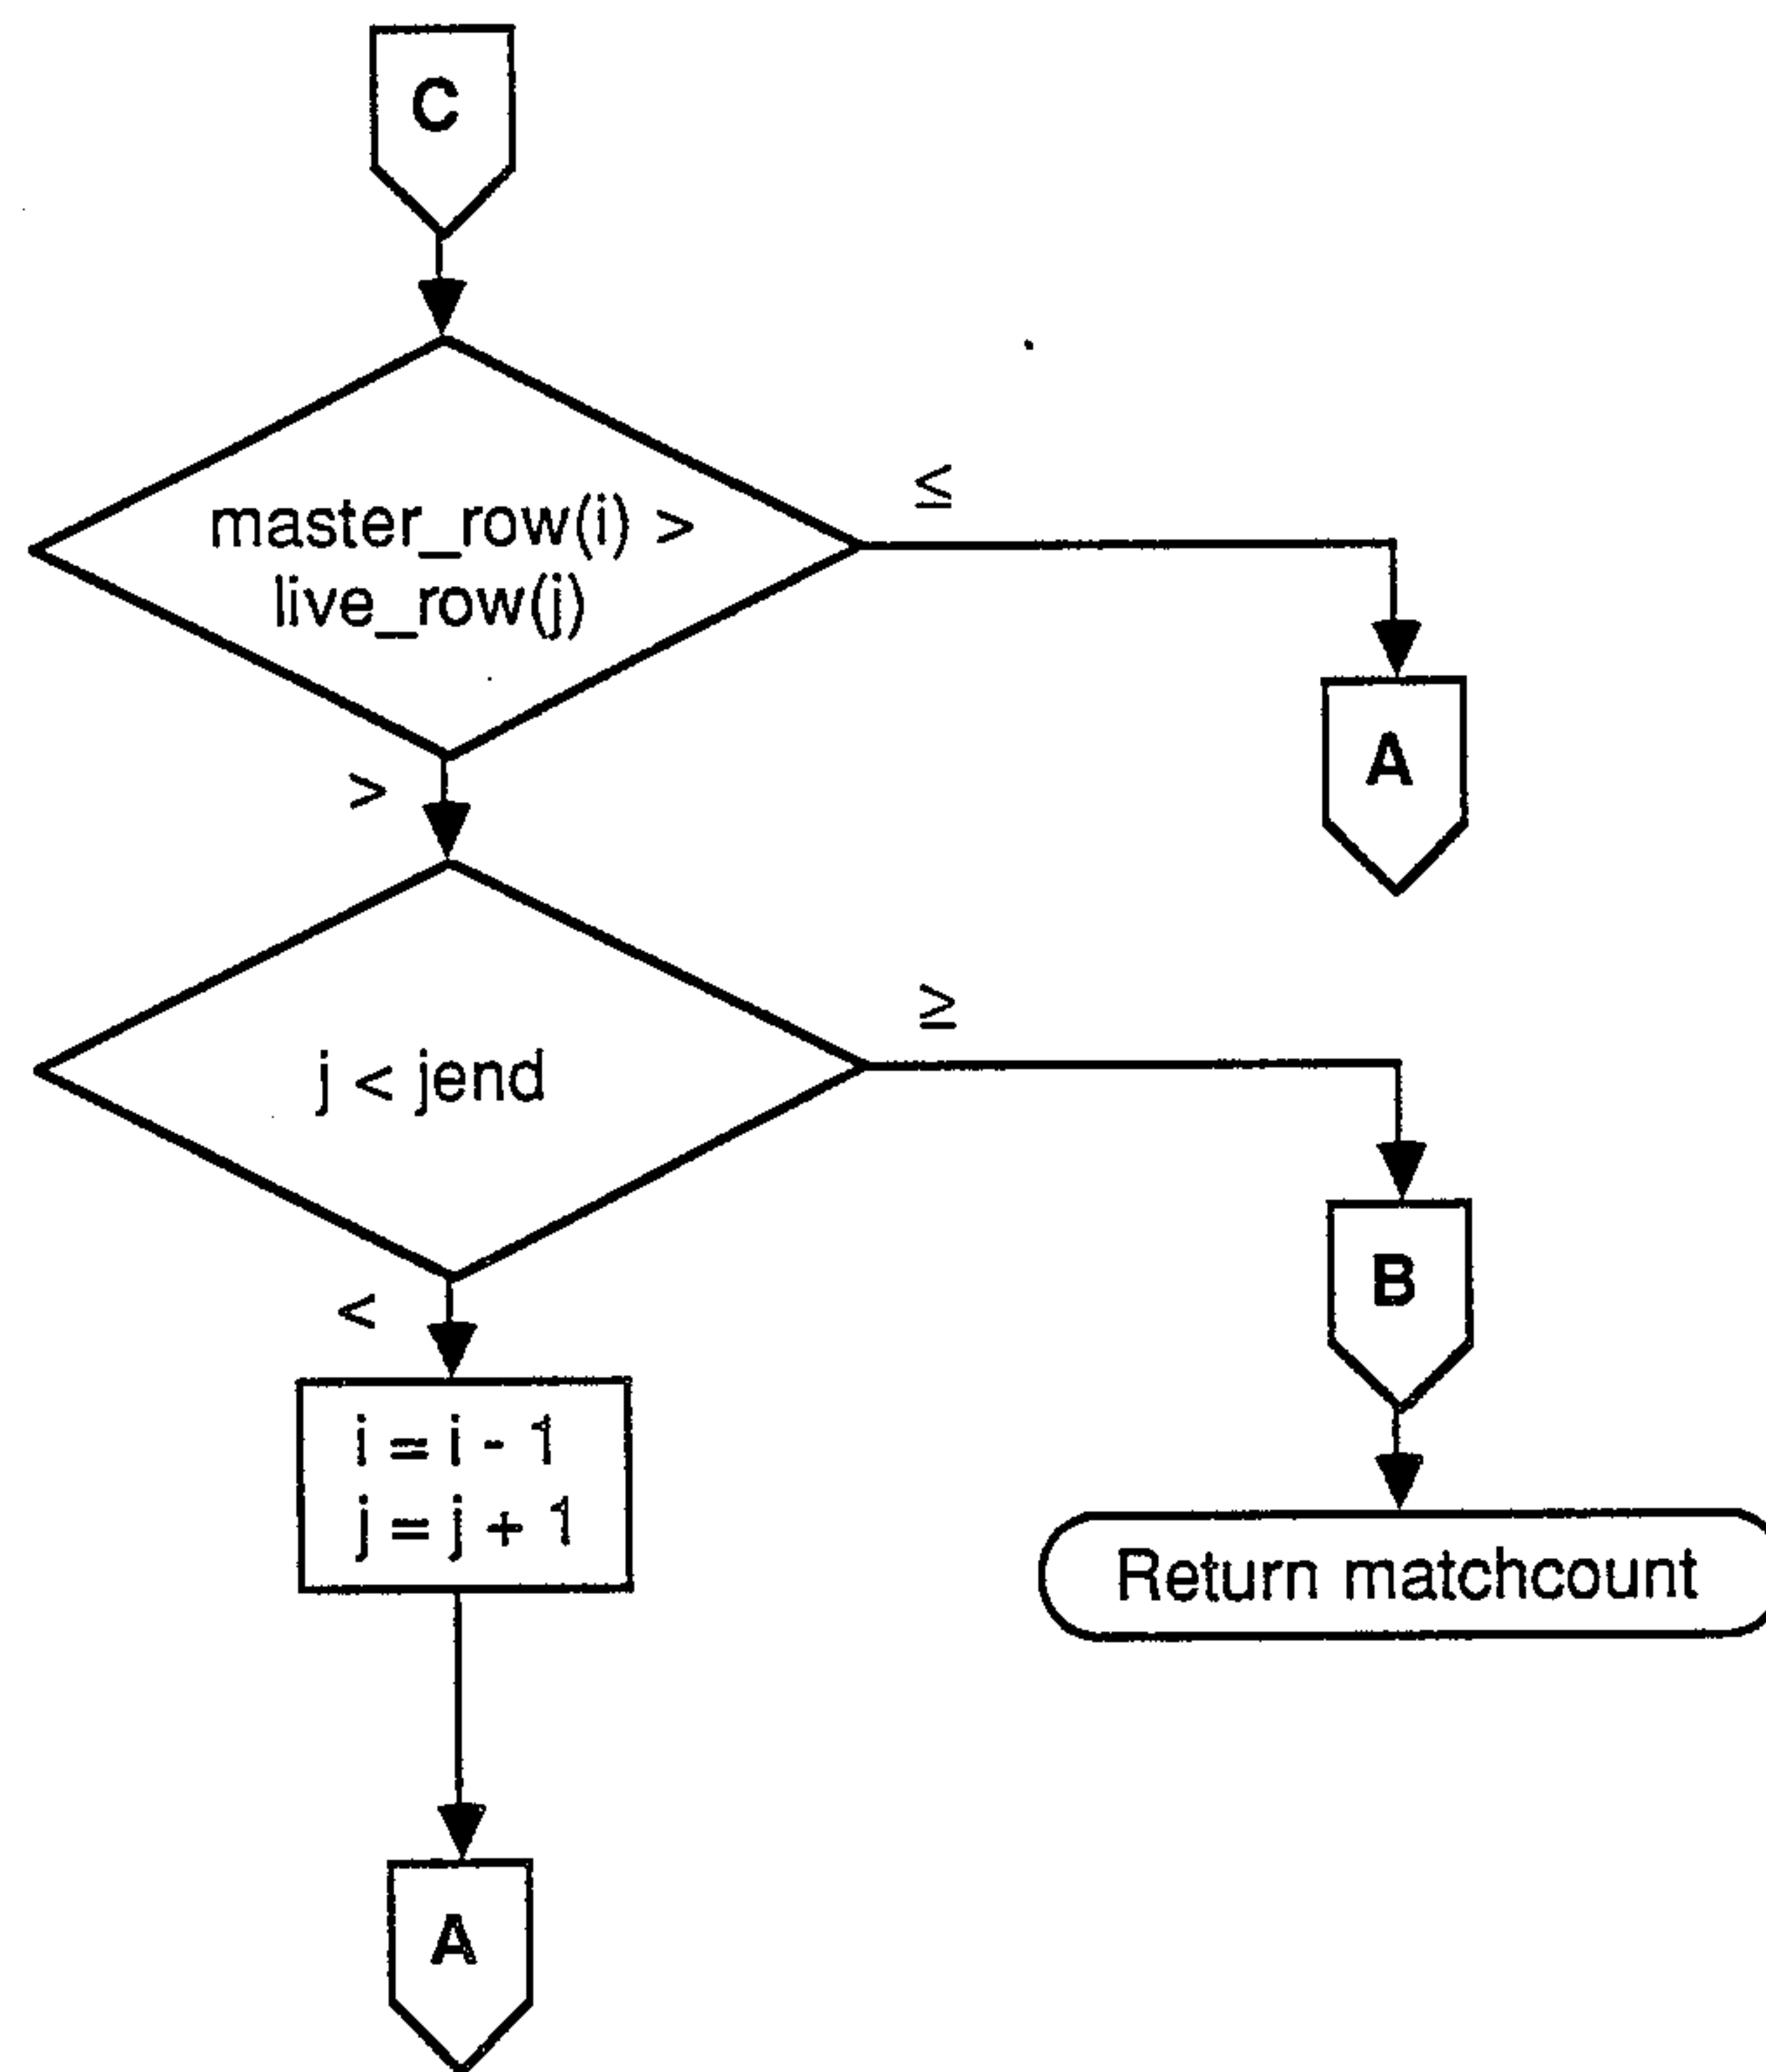 C
master_row(i) >
live_row(j)
≤
>
A
j < jend
≥
<
B
i = i - 1
j = j + 1
Return matchcount
A